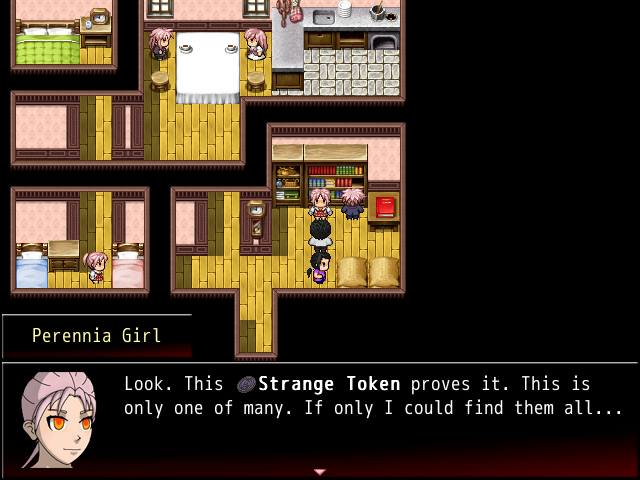 Perennia Girl
Look. This Strange Token proves it. This is
only one of many. If only I could find them all...